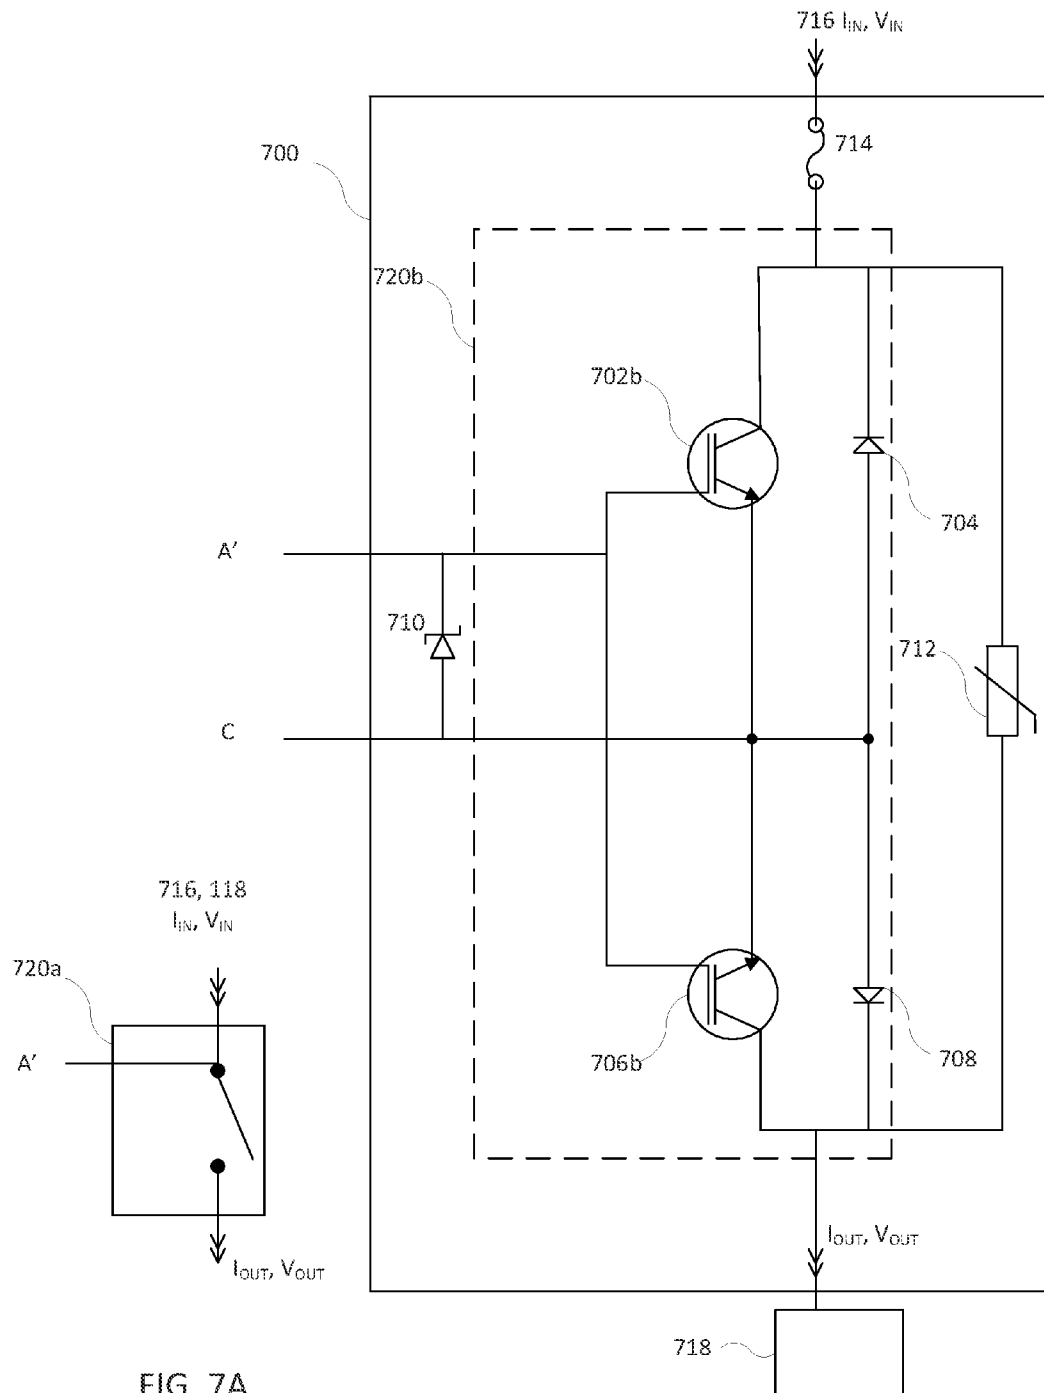 716 IIN, VIN
714
700
720b
702b
704
A'
710
712
C
716, 118
IIN, VIN
720a
A'
706b
708
IOUT, VOUT
IOUT, VOUT
718
FIG. 7A